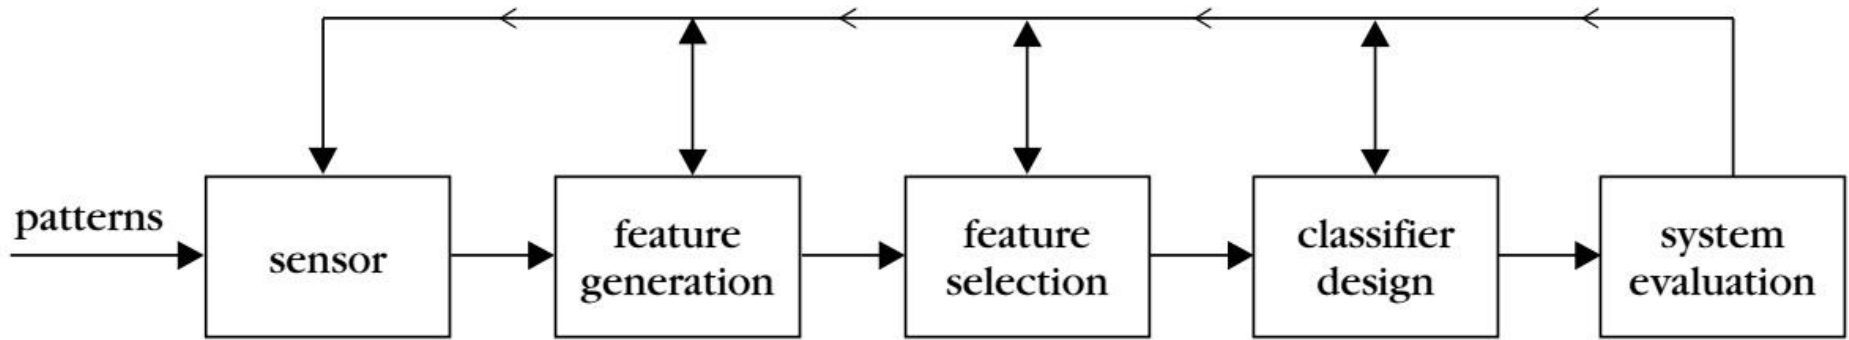 patterns
sensor
feature
generation
feature
selection
classifier
design
system
evaluation